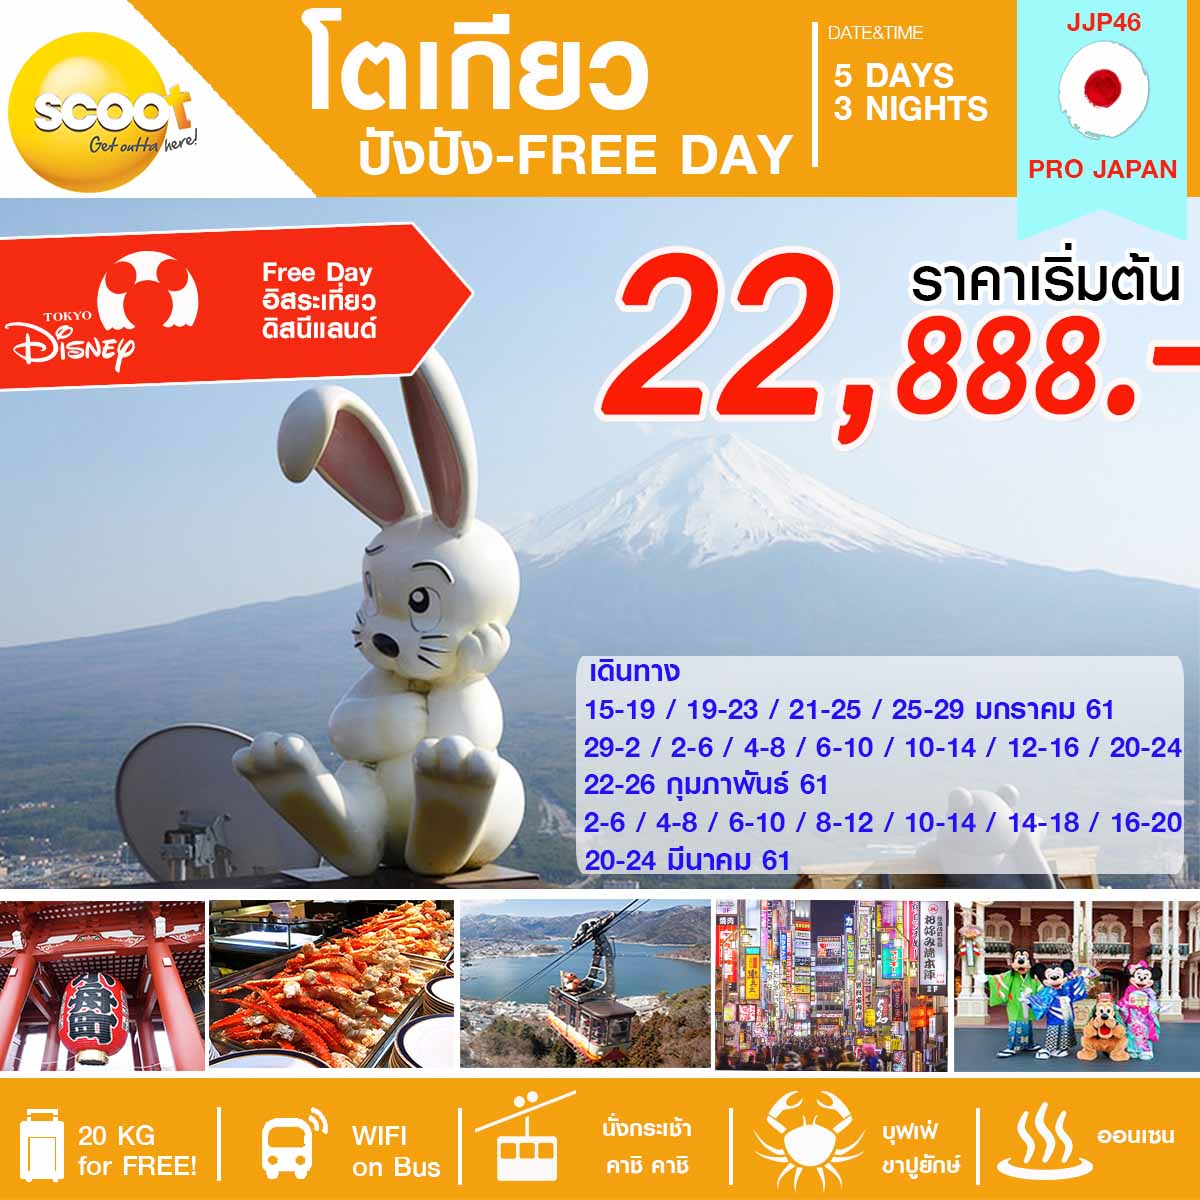 scoot
Get outta here!
โตเกียว
ปังปัง-FREE DAY
DATE&TIME
5 DAYS
3 NIGHTS
JJP46
PRO JAPAN
TOKYO
Disney
Free Day
อิสระเที่ยว
ดิสนีแลนด์
ราคาเริ่มต้น
22,888.-
เดินทาง
15-19 / 19-23 / 21-25 / 25-29 มกราคม 61
29-2 / 2-6 / 4-8 / 6-10 / 10-14 / 12-16 / 20-24
22-26 กุมภาพันธ์ 61
2-6 / 4-8 / 6-10 / 8-12 / 10-14 / 14-18 / 16-20
20-24 มีนาคม 61
小舟町
20 KG
for FREE!
WIFI
on Bus
นั่งกระเช้า
คาชิ คาชิ
บุฟเฟ่
ขาปูยักษ์
ออนเซน